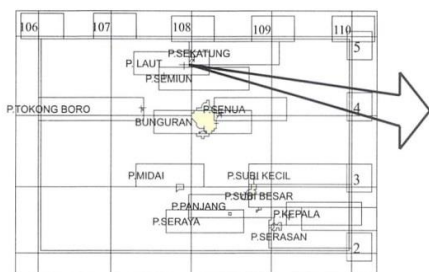 106 107 108 109 110
P.SEKATUNG
5
P. LAUT
P.SEMIUN
P.TOKONG BORO
P.SENUA
4
BUNGURAN
P.MIDAI
P.SUBI KECIL
3
P.SUBI BESAR
P.PANJANG
P.KEPALA
P.SERAYA
P.SERASAN
2